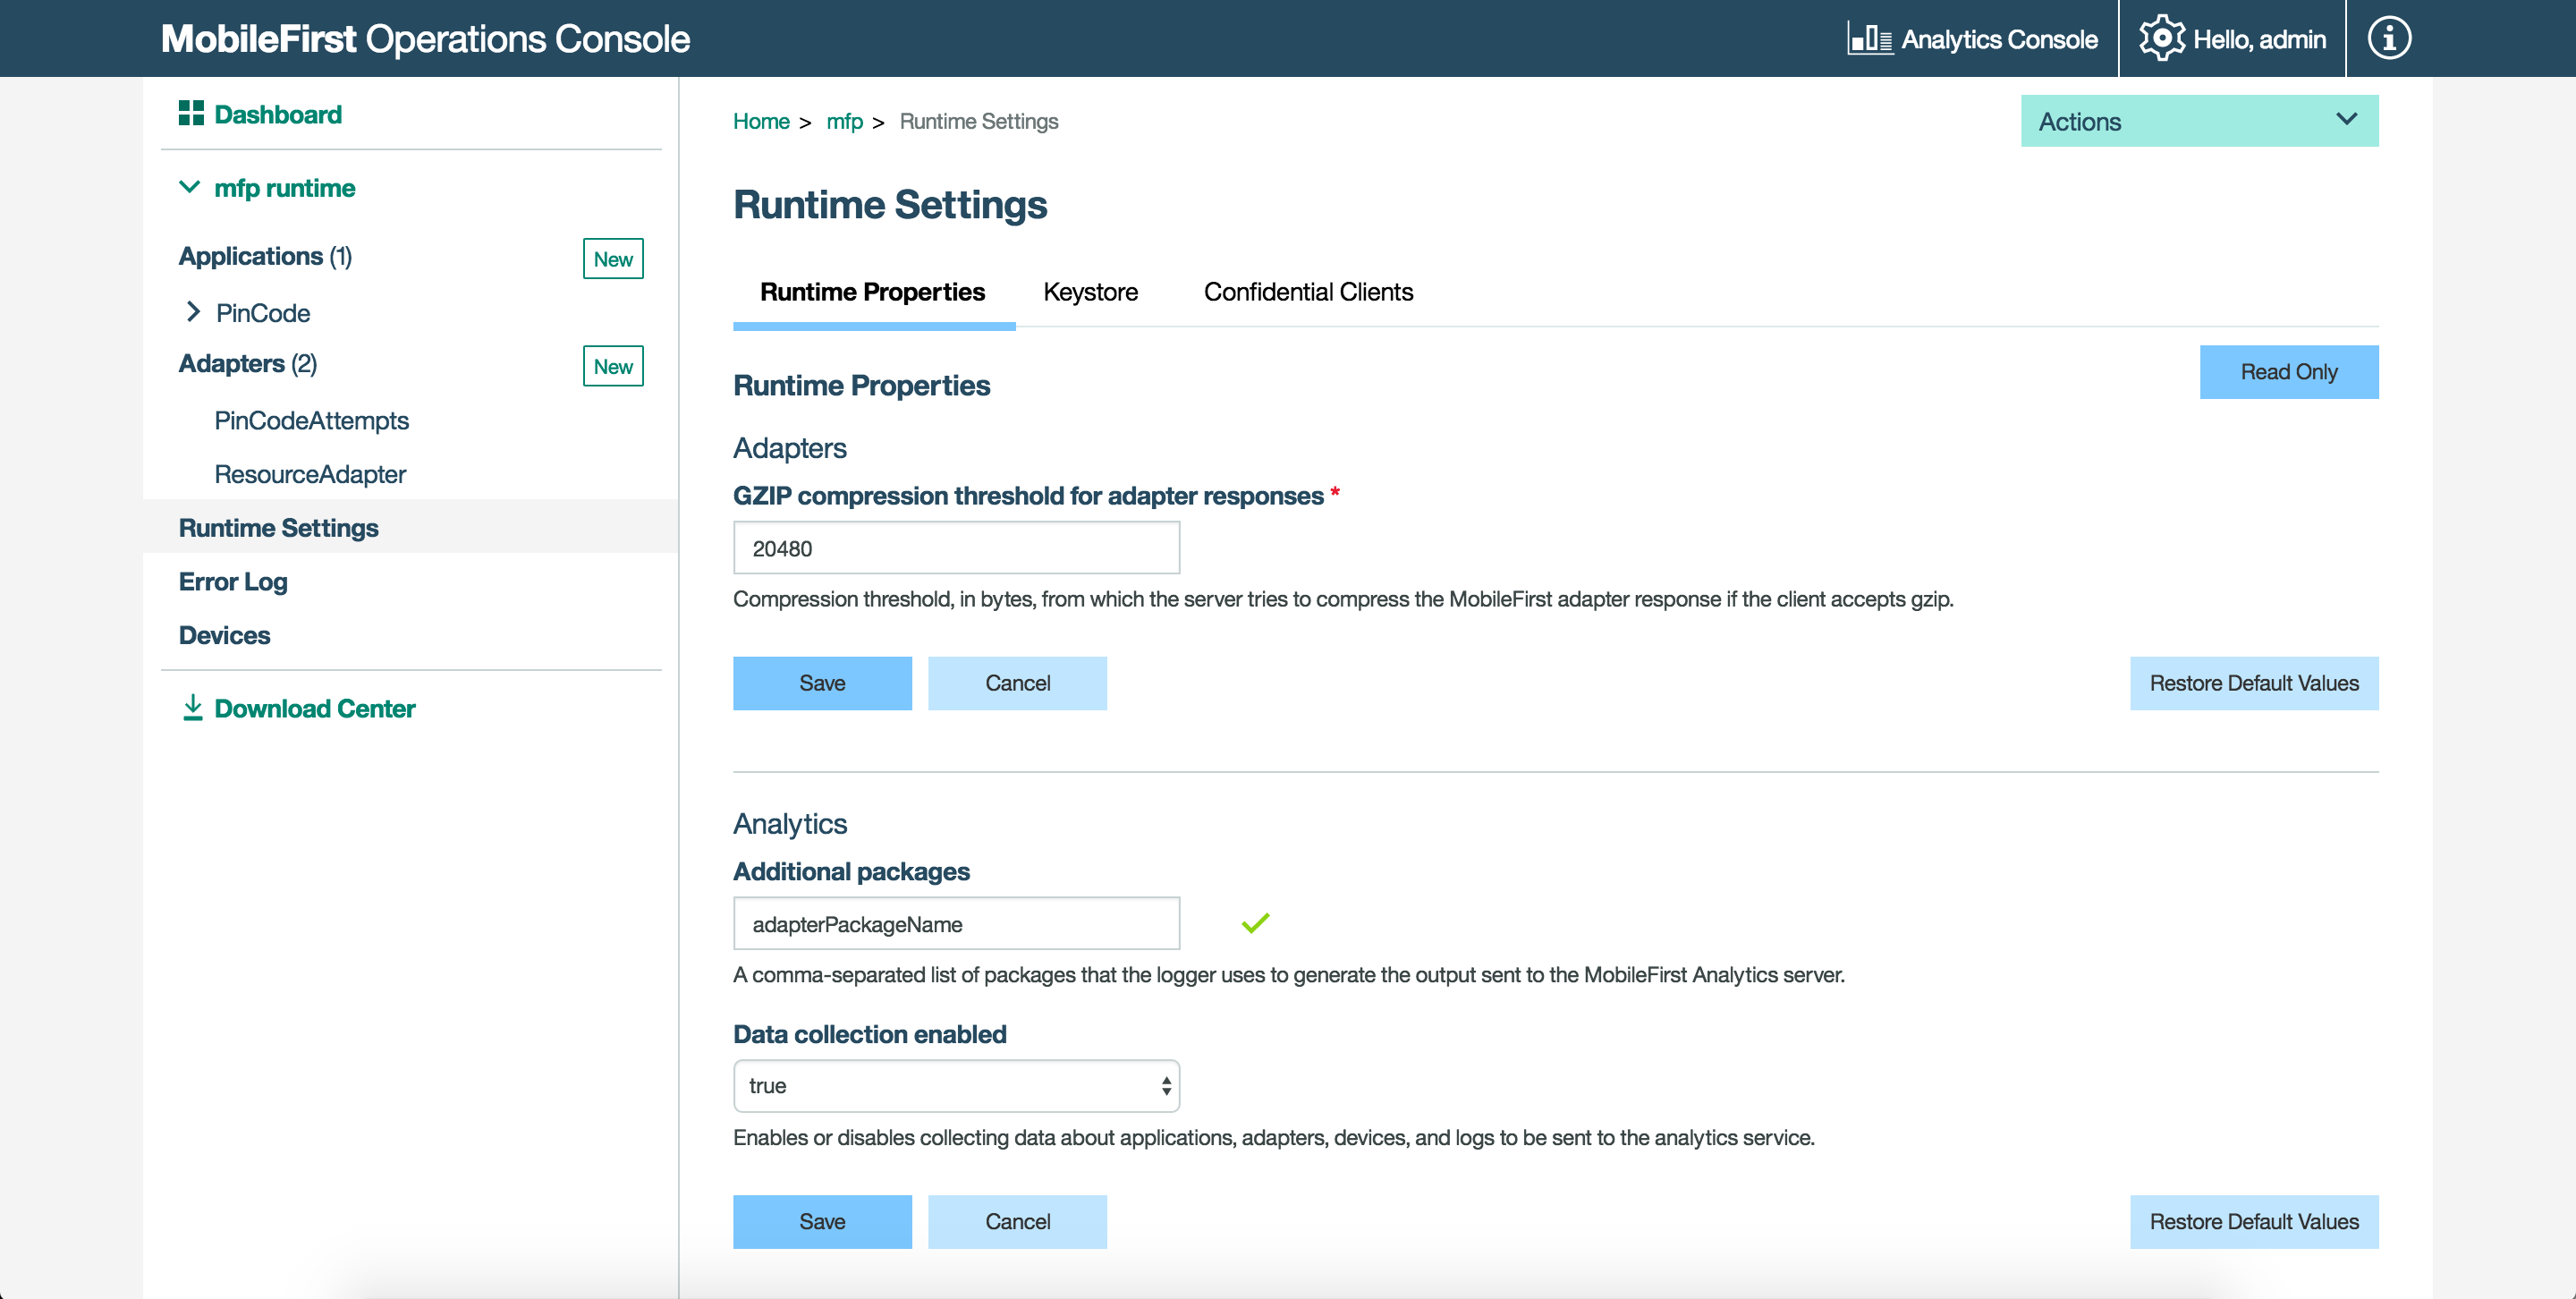 MobileFirst Operations Console
Analytics Console
Hello, admin
Dashboard
mfp runtime
Applications (1)
New
PinCode
Adapters (2)
New
PinCodeAttempts
ResourceAdapter
Runtime Settings
Error Log
Devices
Download Center
Home > mfp > Runtime Settings
Actions
Runtime Settings
Runtime Properties
Keystore
Confidential Clients
Runtime Properties
Read Only
Adapters
GZIP compression threshold for adapter responses *
20480
Compression threshold, in bytes, from which the server tries to compress the MobileFirst adapter response if the client accepts gzip.
Save
Cancel
Restore Default Values
Analytics
Additional packages
adapterPackageName
A comma-separated list of packages that the logger uses to generate the output sent to the MobileFirst Analytics server.
Data collection enabled
true
Enables or disables collecting data about applications, adapters, devices, and logs to be sent to the analytics service.
Save
Cancel
Restore Default Values